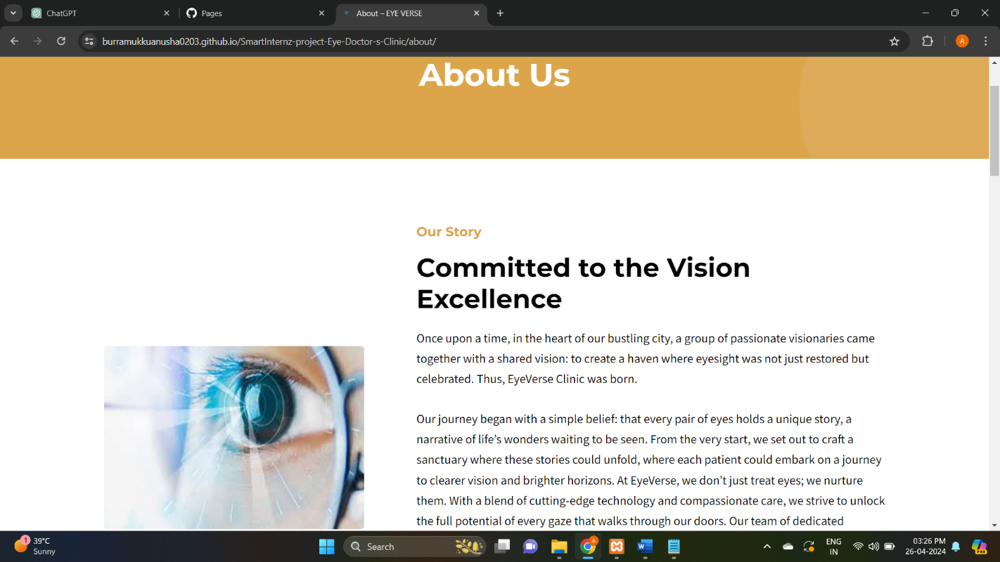 ChatGPT
Pages
About – EYE VERSE
burramukkuanusha0203.github.io/SmartInternz-project-Eye-Doctor-s-Clinic/about/
A
About Us
Our Story
Committed to the Vision
Excellence
Once upon a time, in the heart of our bustling city, a group of passionate visionaries came
together with a shared vision: to create a haven where eyesight was not just restored but
celebrated. Thus, EyeVerse Clinic was born.
Our journey began with a simple belief: that every pair of eyes holds a unique story, a
narrative of life’s wonders waiting to be seen. From the very start, we set out to craft a
sanctuary where these stories could unfold, where each patient could embark on a journey
to clearer vision and brighter horizons. At EyeVerse, we don’t just treat eyes; we nurture
them. With a blend of cutting-edge technology and compassionate care, we strive to unlock
the full potential of every gaze that walks through our doors. Our team of dedicated
1
39°C
Sunny
Search
A
W
ENG
IN
03:26 PM
26-04-2024
PRE